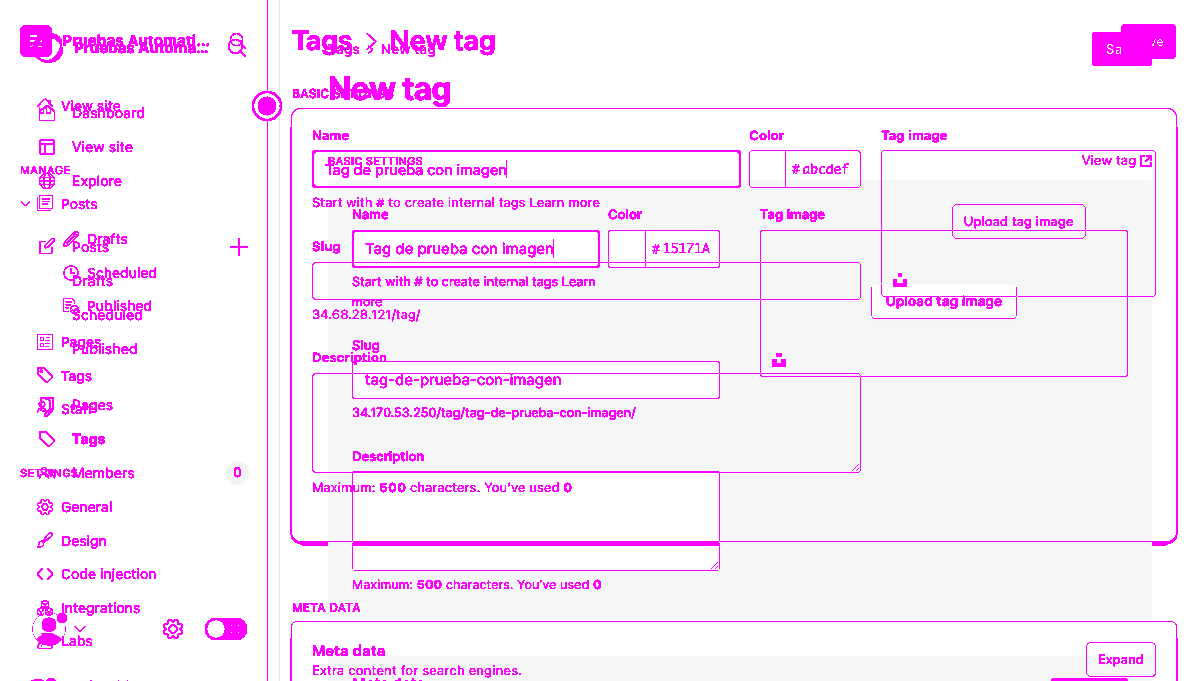 Pruebas Automati...
Pruebas Automa...
View site
Dashboard
View site
MANAGE
Explore
Posts
Drafts
Posts
Scheduled
Drafts
Published
Scheduled
Pages
Published
Tags
Staff
Pages
Tags
SETTINGS
Members
0
General
Design
Code injection
Integrations
Labs
Tags > New tag
Tags > New tag
New tag
BASIC SETTINGS
Name
Color
Tag image
BASIC SETTINGS
Tag de prueba con imagen
#abcdef
View tag
Start with # to create internal tags Learn more
Name
Color
Tag image
Upload tag image
Slug
Tag de prueba con imagen
#15171A
Start with # to create internal tags Learn
more
Upload tag image
34.68.28.121/tag/
Slug
Description
tag-de-prueba-con-imagen
34.170.53.250/tag/tag-de-prueba-con-imagen/
Description
Maximum: 500 characters. You've used 0
Maximum: 500 characters. You've used 0
META DATA
Meta data
Extra content for search engines.
Expand